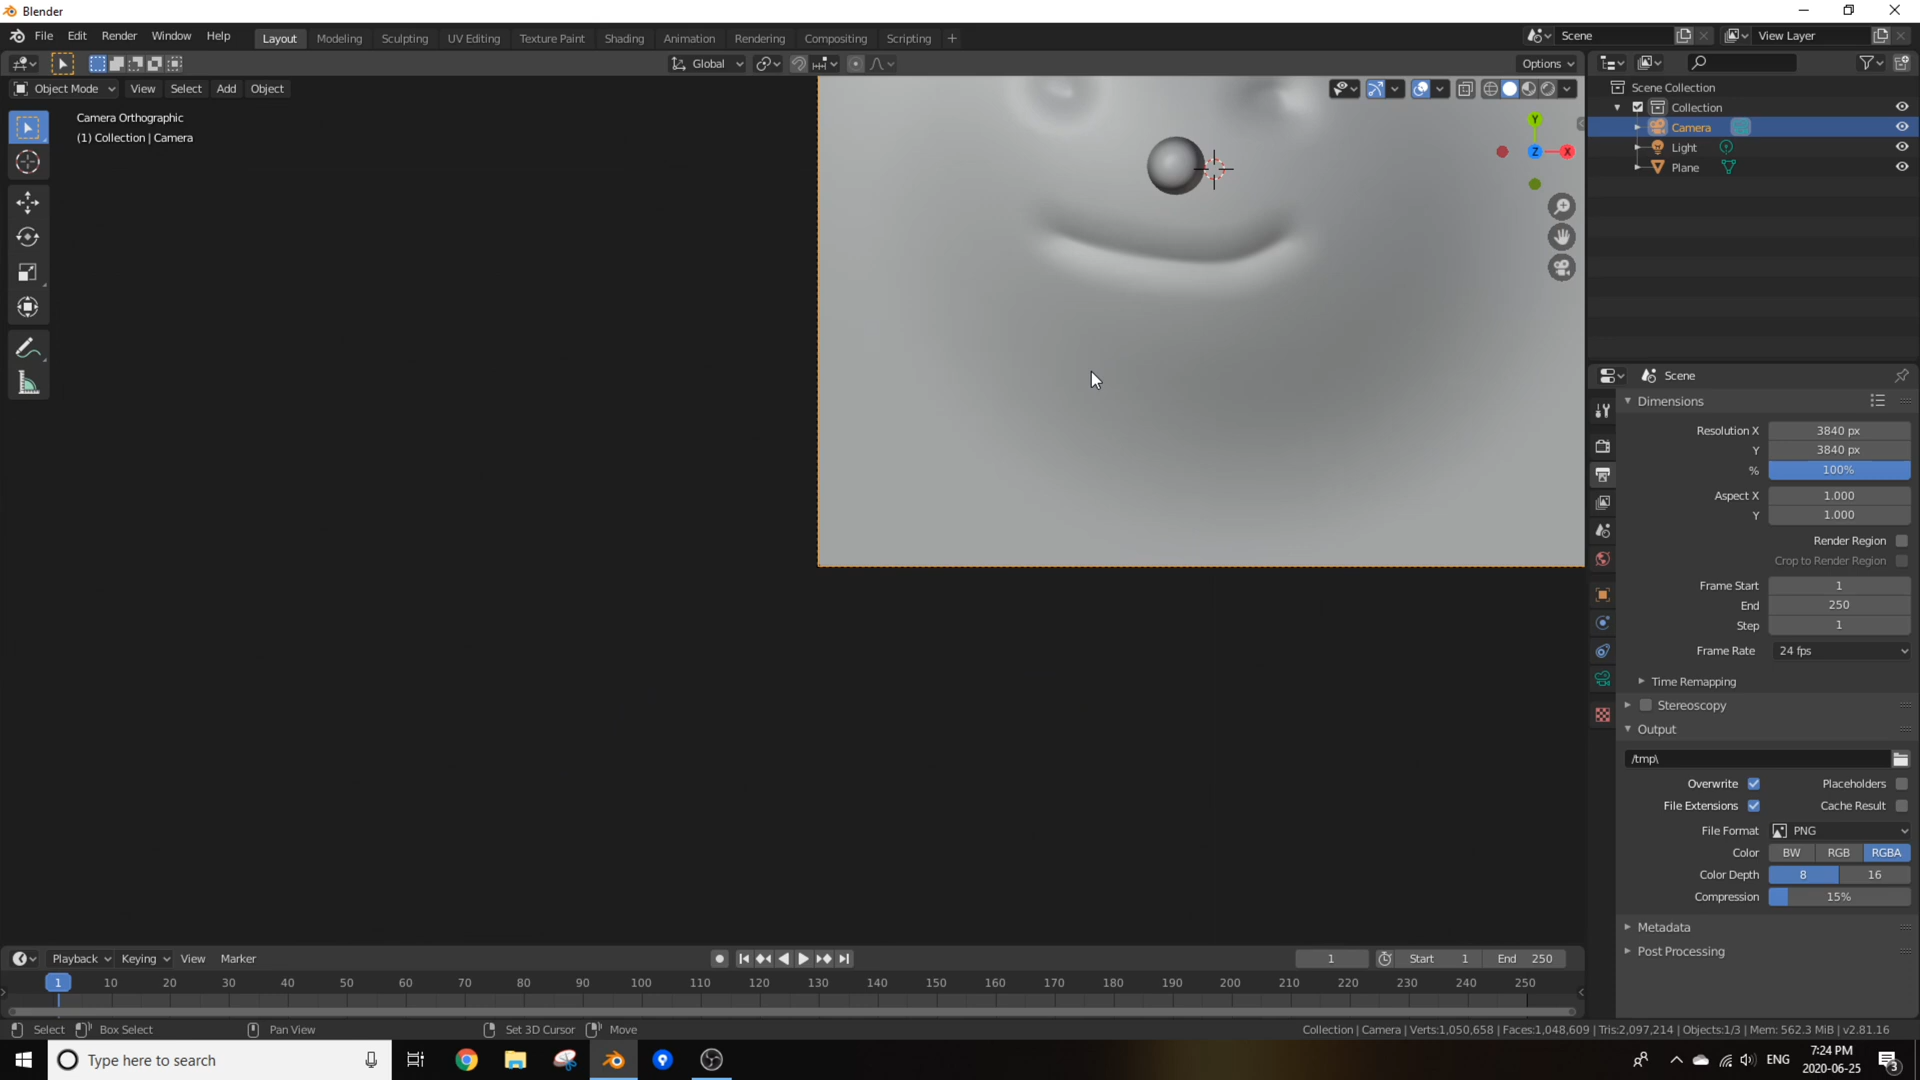 Blender
File Edit Render Window Help Layout Modeling Sculpting UV Editing Texture Paint Shading Animation Rendering Compositing Scripting + Scene View Layer
Global Options
Object Mode View Select Add Object
Camera Orthographic
(1) Collection | Camera
Y
Z
X
Scene Collection
Collection
Camera
Light
Plane
Scene
Dimensions
Resolution X 3840 px
Y 3840 px
% 100%
Aspect X 1.000
Y 1.000
Render Region
Crop to Render Region
Frame Start 1
End 250
Step 1
Frame Rate 24 fps
Time Remapping
Stereoscopy
Output
/tmp\
Overwrite Placeholders
File Extensions Cache Result
File Format PNG
Color BW RGB RGBA
Color Depth 8 16
Compression 15%
Metadata
Post Processing
Playback Keying View Marker 1 Start 1 End 250
1 10 20 30 40 50 60 70 80 90 100 110 120 130 140 150 160 170 180 190 200 210 220 230 240 250
Select Box Select Pan View Set 3D Cursor Move Collection | Camera | Verts:1,050,658 | Faces:1,048,609 | Tris:2,097,214 | Objects:1/3 | Mem: 562.3 MiB | v2.81.16
Type here to search ENG 7:24 PM
2020-06-25
3